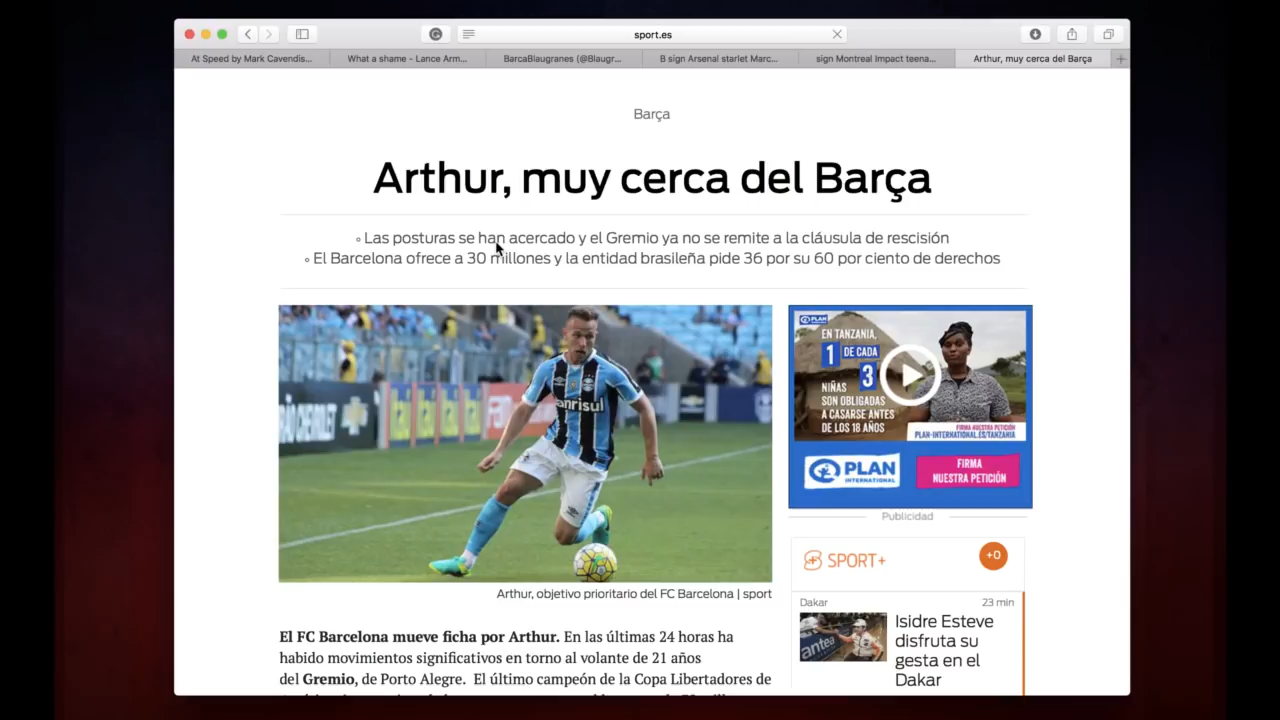 sport.es
At Speed by Mark Cavendis...
What a shame - Lance Arm...
BarcaBlaugranes (@Blaugr...
B sign Arsenal starlet Marc...
sign Montreal Impact teena...
Arthur, muy cerca del Barça
Barça
Arthur, muy cerca del Barça
Las posturas se han acercado y el Gremio ya no se remite a la cláusula de rescisión
El Barcelona ofrece a 30 millones y la entidad brasileña pide 36 por su 60 por ciento de derechos
banrisul
Itaú
PLAN
EN TANZANIA,
1 DE CADA
3
NIÑAS
SON OBLIGADAS
A CASARSE ANTES
DE LOS 18 AÑOS
FIRMA NUESTRA PETICIÓN
PLAN-INTERNATIONAL.ES/TANZANIA
PLAN
INTERNATIONAL
FIRMA
NUESTRA PETICIÓN
Publicidad
Arthur, objetivo prioritario del FC Barcelona | sport
SPORT+
+0
Dakar
23 min
Isidre Esteve
disfruta su
gesta en el
Dakar
El FC Barcelona mueve ficha por Arthur. En las últimas 24 horas ha
habido movimientos significativos en torno al volante de 21 años
del Gremio, de Porto Alegre. El último campeón de la Copa Libertadores de